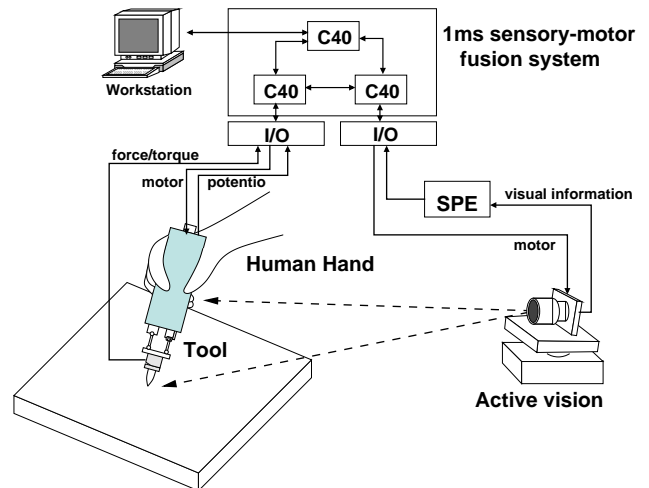 C40
1ms sensory-motor
fusion system
Workstation
C40
C40
I/O
I/O
force/torque
motor
potentio
SPE
visual information
motor
Human Hand
Tool
Active vision